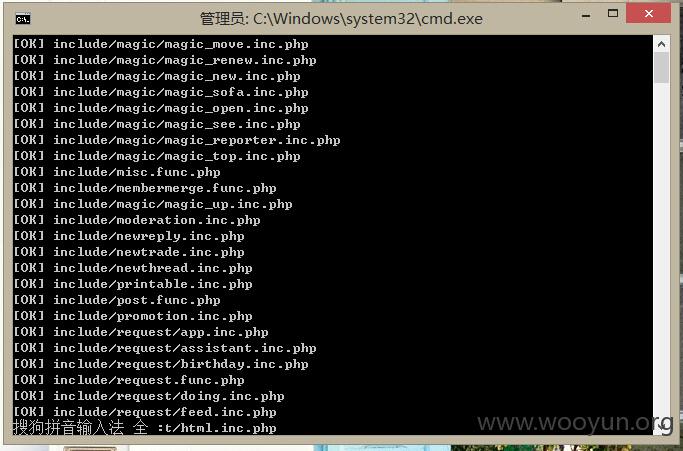 管理员: C:\Windows\system32\cmd.exe
[OK] include/magic/magic_move.inc.php
[OK] include/magic/magic_renew.inc.php
[OK] include/magic/magic_new.inc.php
[OK] include/magic/magic_sofa.inc.php
[OK] include/magic/magic_open.inc.php
[OK] include/magic/magic_see.inc.php
[OK] include/magic/magic_reporter.inc.php
[OK] include/magic/magic_top.inc.php
[OK] include/misc.func.php
[OK] include/membermerge.func.php
[OK] include/magic/magic_up.inc.php
[OK] include/moderation.inc.php
[OK] include/newreply.inc.php
[OK] include/newtrade.inc.php
[OK] include/newthread.inc.php
[OK] include/printable.inc.php
[OK] include/post.func.php
[OK] include/promotion.inc.php
[OK] include/request/app.inc.php
[OK] include/request/assistant.inc.php
[OK] include/request/birthday.inc.php
[OK] include/request.func.php
[OK] include/request/doing.inc.php
[OK] include/request/feed.inc.php
搜狗拼音输入法 全 :t/html.inc.php
www.wooyun.org